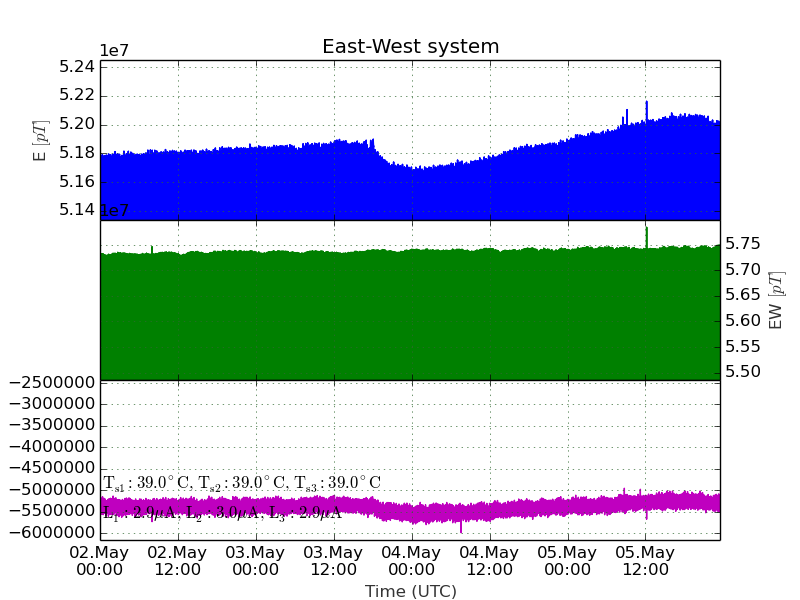 East-West system
1e7
5.24
5.22
5.20
5.18
5.16
5.14
E [pT]
1e7
5.75
5.70
5.65
5.60
5.55
5.50
EW [pT]
−2500000
−3000000
−3500000
−4000000
−4500000
−5000000
−5500000
−6000000
T_s1 : 39.0°C, T_s2 : 39.0°C, T_s3 : 39.0°C
L_1 : 2.9μA, L_2 : 3.0μA, L_3 : 2.9μA
02.May 02.May 03.May 03.May 04.May 04.May 05.May 05.May
00:00 12:00 00:00 12:00 00:00 12:00 00:00 12:00
Time (UTC)